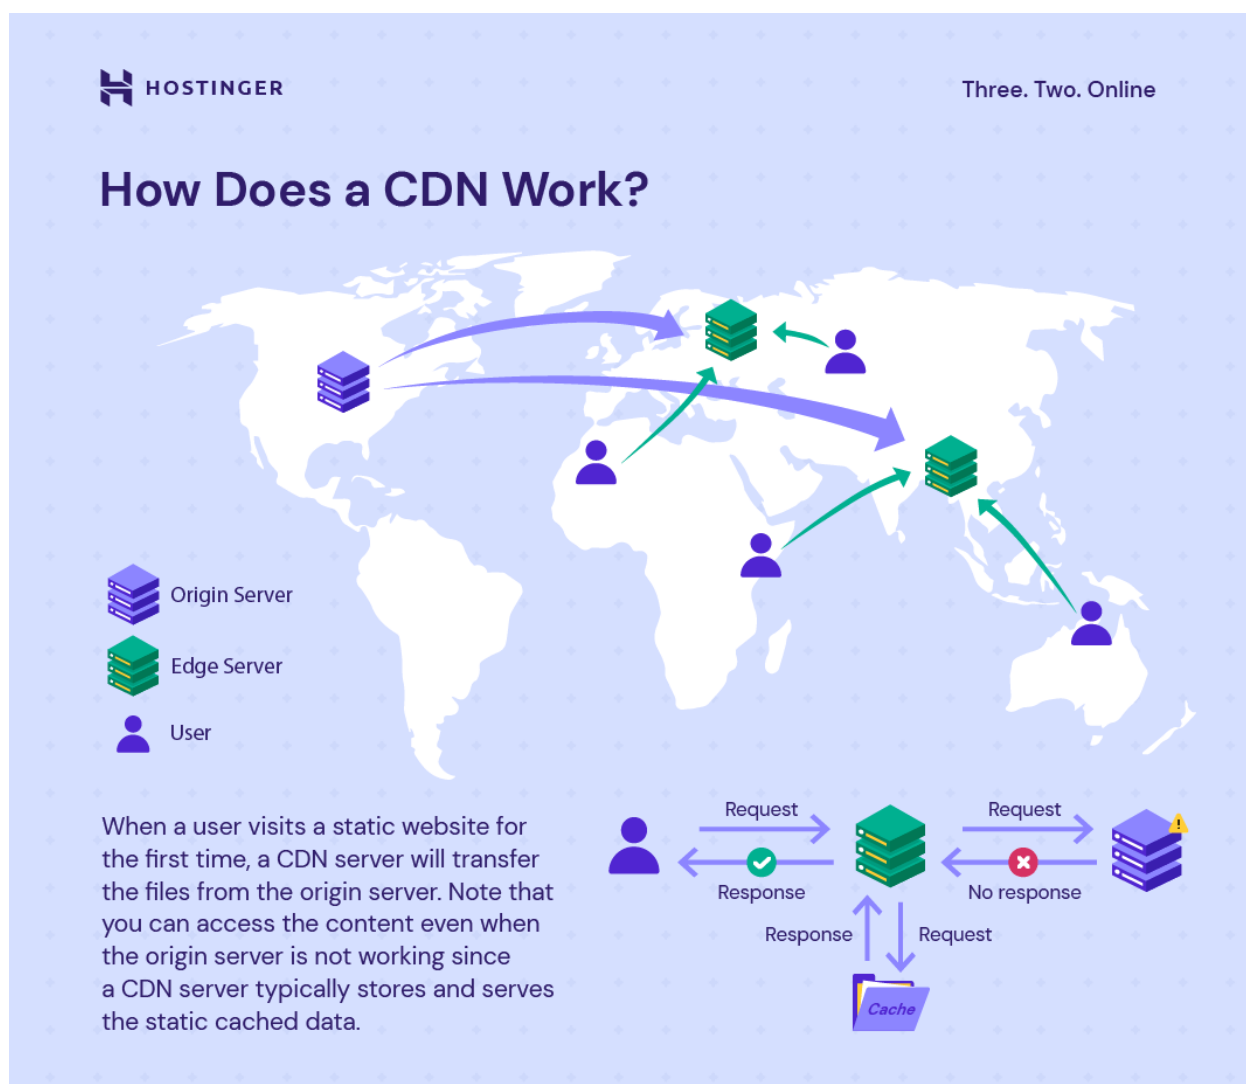 HOSTINGER
Three. Two. Online
How Does a CDN Work?
Origin Server
Edge Server
User
When a user visits a static website for
the first time, a CDN server will transfer
the files from the origin server. Note that
you can access the content even when
the origin server is not working since
a CDN server typically stores and serves
the static cached data.
Request
Request
Response
No response
Response
Request
Cache